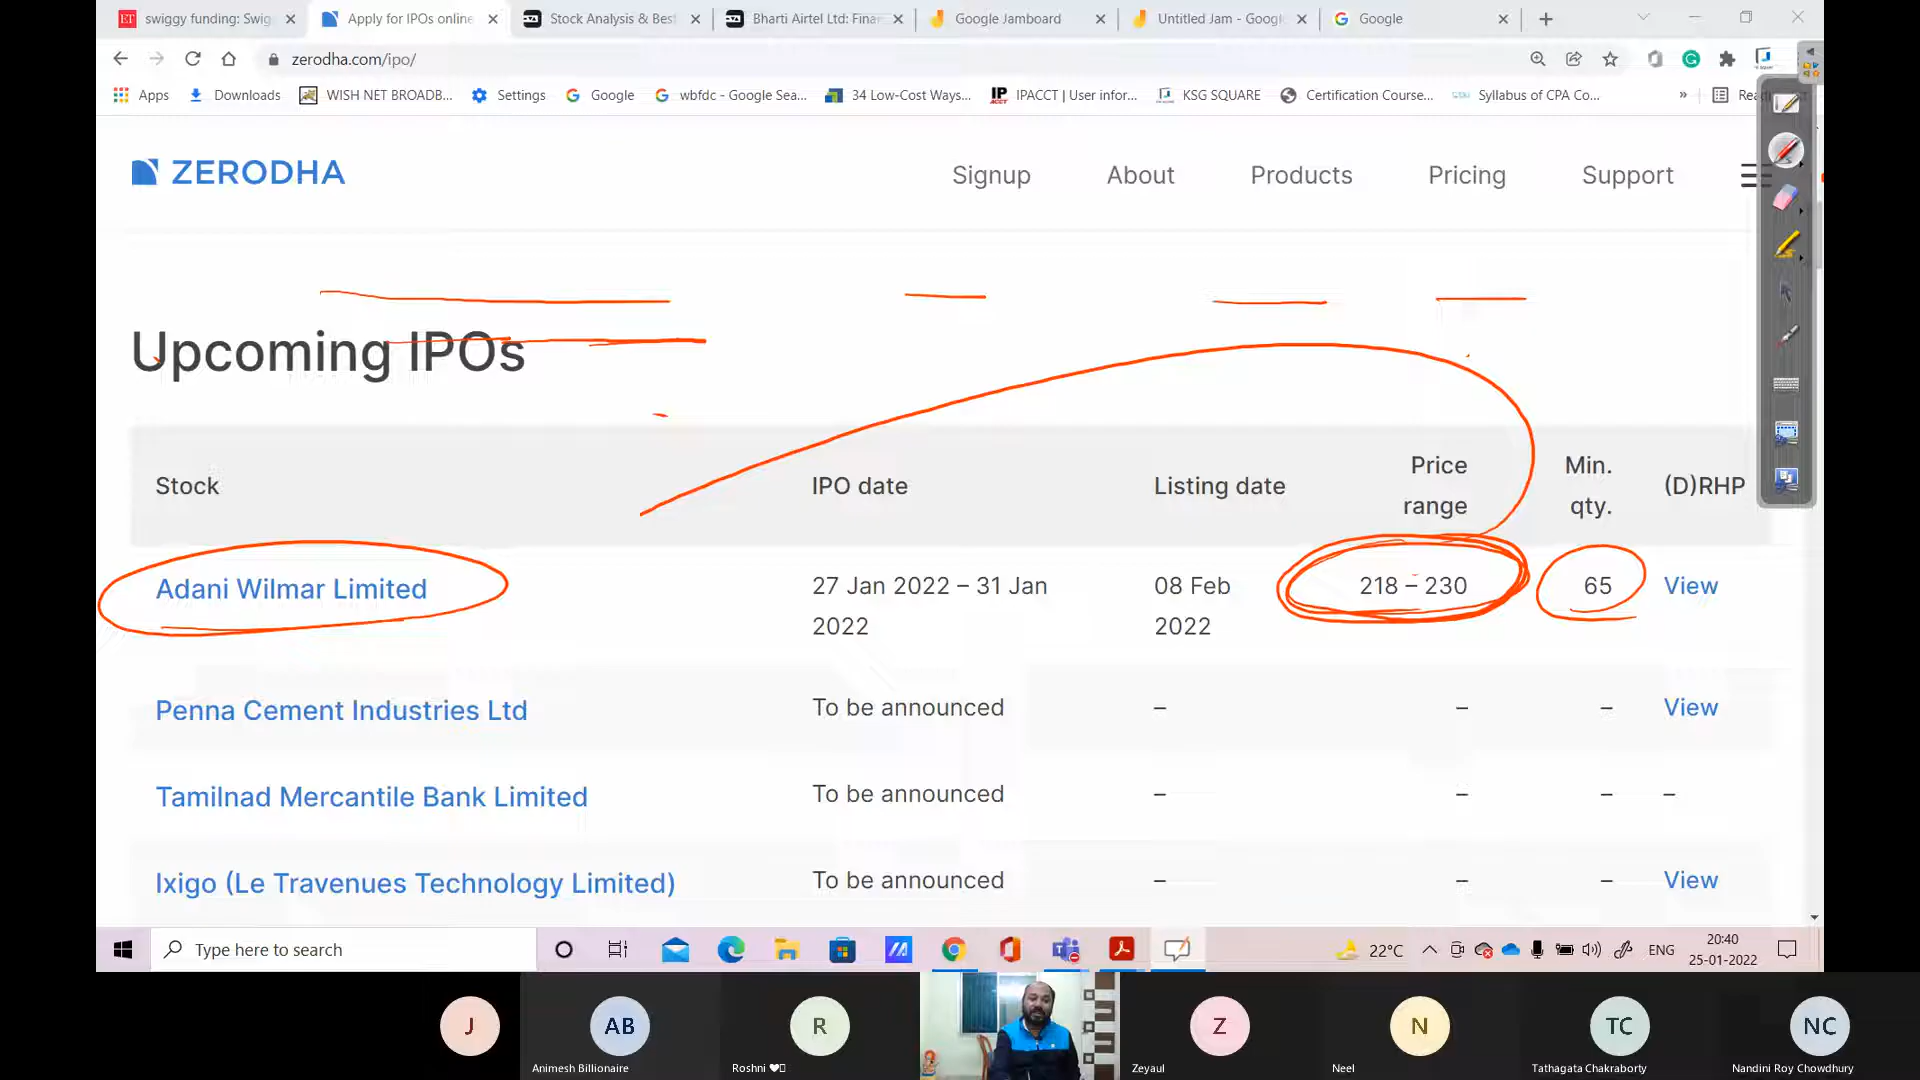 swiggy funding: Swig
Apply for IPOs online
Stock Analysis & Best
Bharti Airtel Ltd: Finan
Google Jamboard
Untitled Jam - Googl
Google
zerodha.com/ipo/
Apps
Downloads
WISH NET BROADB...
Settings
Google
wbfdc - Google Sea...
34 Low-Cost Ways...
IPACCT | User infor...
KSG SQUARE
Certification Course...
Syllabus of CPA Co...
»
ZERODHA
Signup
About
Products
Pricing
Support
Upcoming IPOs
Stock IPO date Listing date Price range Min. qty. (D)RHP
Adani Wilmar Limited 27 Jan 2022 – 31 Jan 2022 08 Feb 2022 218 – 230 65 View
Penna Cement Industries Ltd To be announced – – – View
Tamilnad Mercantile Bank Limited To be announced – – – –
Ixigo (Le Travenues Technology Limited) To be announced – – – View
Type here to search
22°C
ENG
20:40
25-01-2022
J
AB
R
Z
N
TC
NC
Animesh Billionaire
Roshni
Zeyaul
Neel
Tathagata Chakraborty
Nandini Roy Chowdhury